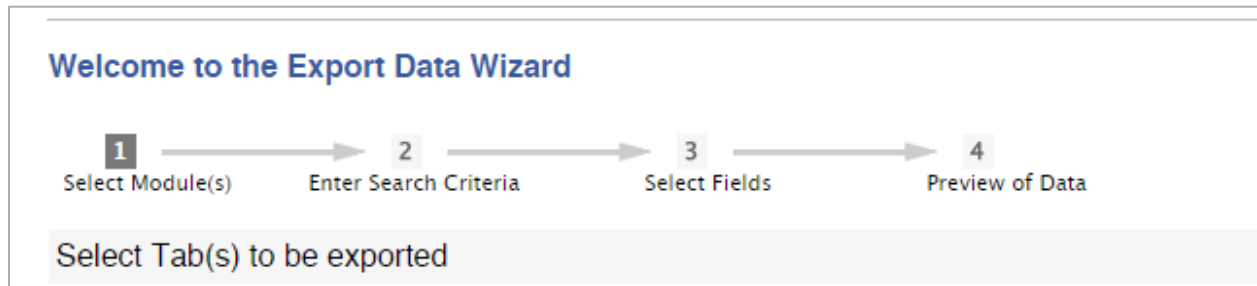 Welcome to the Export Data Wizard
1 2 3 4
Select Module(s) Enter Search Criteria Select Fields Preview of Data
Select Tab(s) to be exported